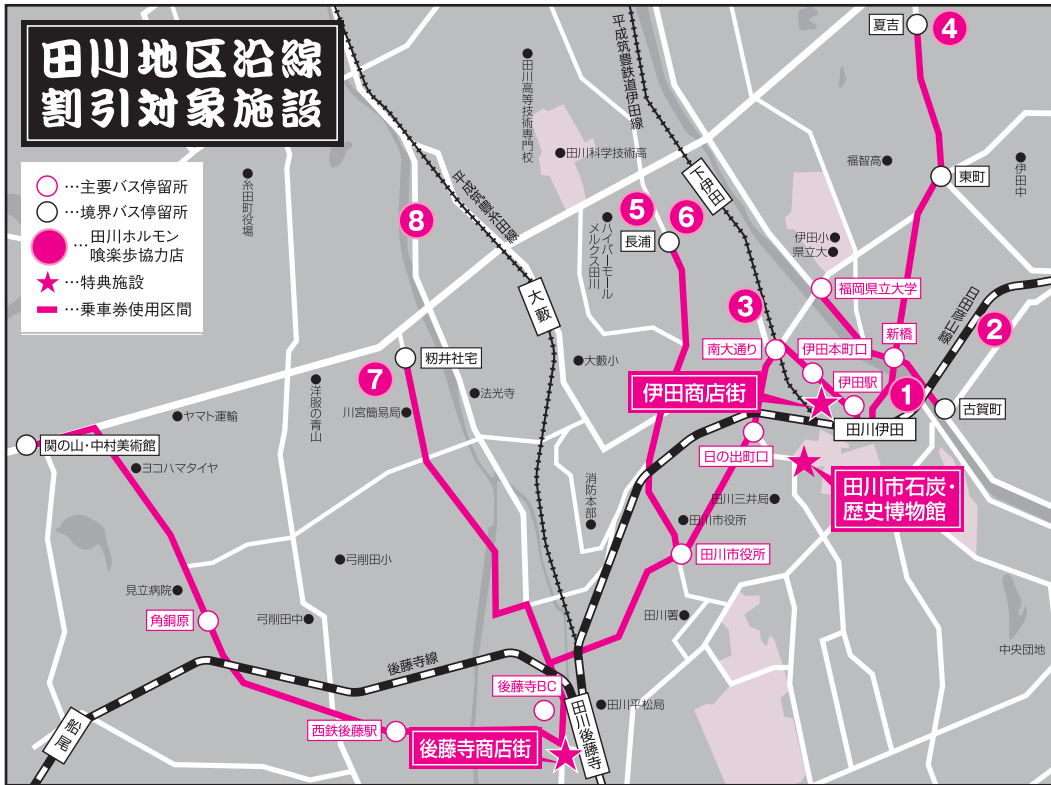 田川地区沿線
割引対象施設
…主要バス停留所
…境界バス停留所
…田川ホルモン
喰楽歩協力店
…特典施設
…乗車券使用区間
夏吉
4
平成筑豊鉄道伊田線
田川高等技術専門校
田川科学技術高
福智高
東町
伊田中
糸田町役場
平成筑豊糸田線
8
5
6
長浦
ハイパーモール
メルクス田川
下伊田
伊田小
県立大
福岡県立大学
日田彦山線
2
大藪
3
南大通り
伊田本町口
新橋
籾井社宅
7
大藪小
伊田駅
1
伊田商店街
古賀町
田川伊田
洋服の青山
川宮簡易局
法光寺
ヤマト運輸
関の山・中村美術館
ヨコハマタイヤ
日の出町口
田川市石炭・
歴史博物館
消防本部
田川三井局
田川市役所
田川市役所
弓削田小
見立病院
角銅原
弓削田中
田川署
中央団地
後藤寺線
後藤寺BC
田川平松局
田川後藤寺
船尾
西鉄後藤駅
後藤寺商店街